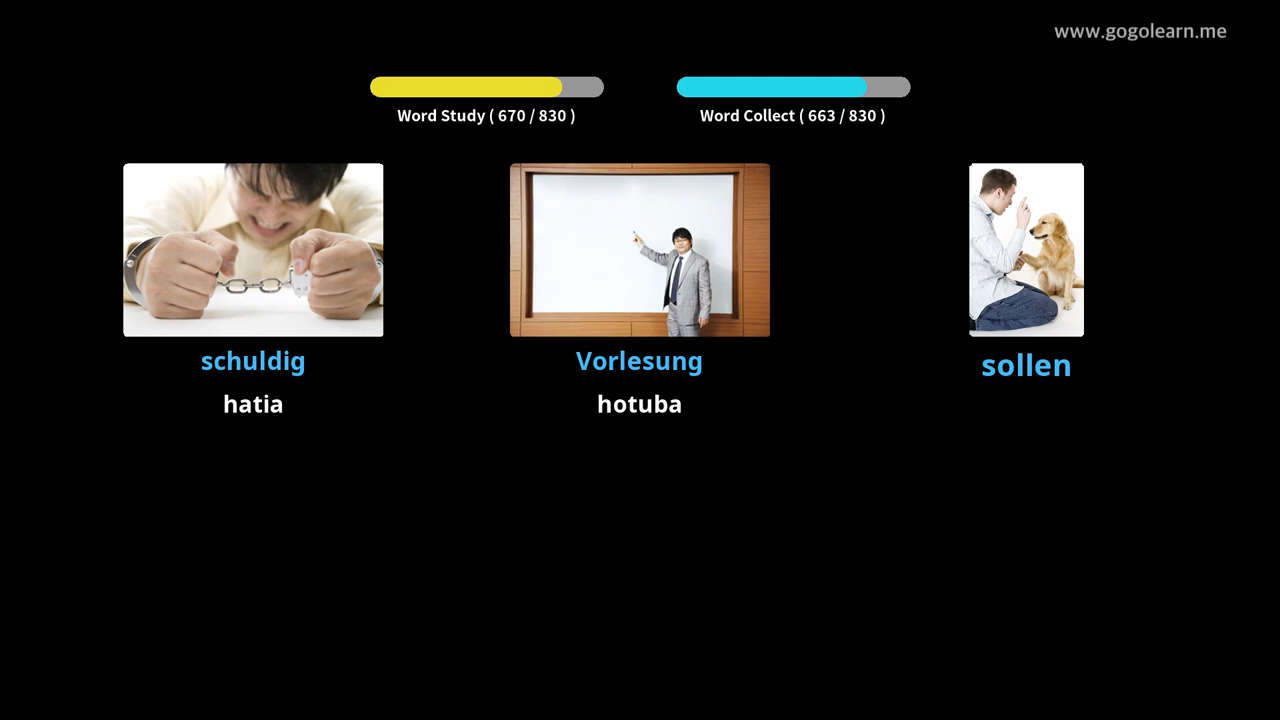 www.gogolearn.me
Word Study ( 670 / 830 )
Word Collect ( 663 / 830 )
schuldig
hatia
Vorlesung
hotuba
sollen